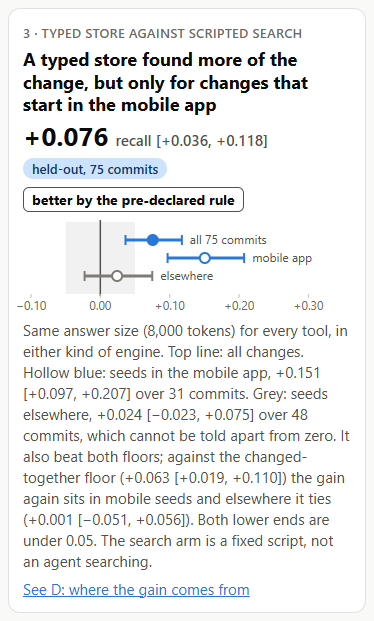 3 · TYPED STORE AGAINST SCRIPTED SEARCH
A typed store found more of the
change, but only for changes that
start in the mobile app
+0.076 recall [+0.036, +0.118]
held-out, 75 commits
better by the pre-declared rule
all 75 commits
mobile app
elsewhere
−0.10 0.00 +0.10 +0.20 +0.30
Same answer size (8,000 tokens) for every tool, in
either kind of engine. Top line: all changes.
Hollow blue: seeds in the mobile app, +0.151
[+0.097, +0.207] over 31 commits. Grey: seeds
elsewhere, +0.024 [−0.023, +0.075] over 48
commits, which cannot be told apart from zero. It
also beat both floors; against the changed-
together floor (+0.063 [+0.019, +0.110]) the gain
again sits in mobile seeds and elsewhere it ties
(+0.001 [−0.051, +0.056]). Both lower ends are
under 0.05. The search arm is a fixed script, not
an agent searching.
See D: where the gain comes from